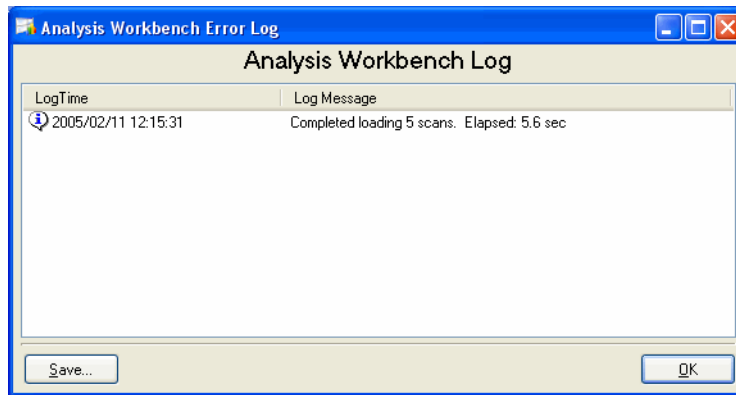 Analysis Workbench Error Log
Analysis Workbench Log
LogTime Log Message
2005/02/11 12:15:31 Completed loading 5 scans. Elapsed: 5.6 sec
Save... OK